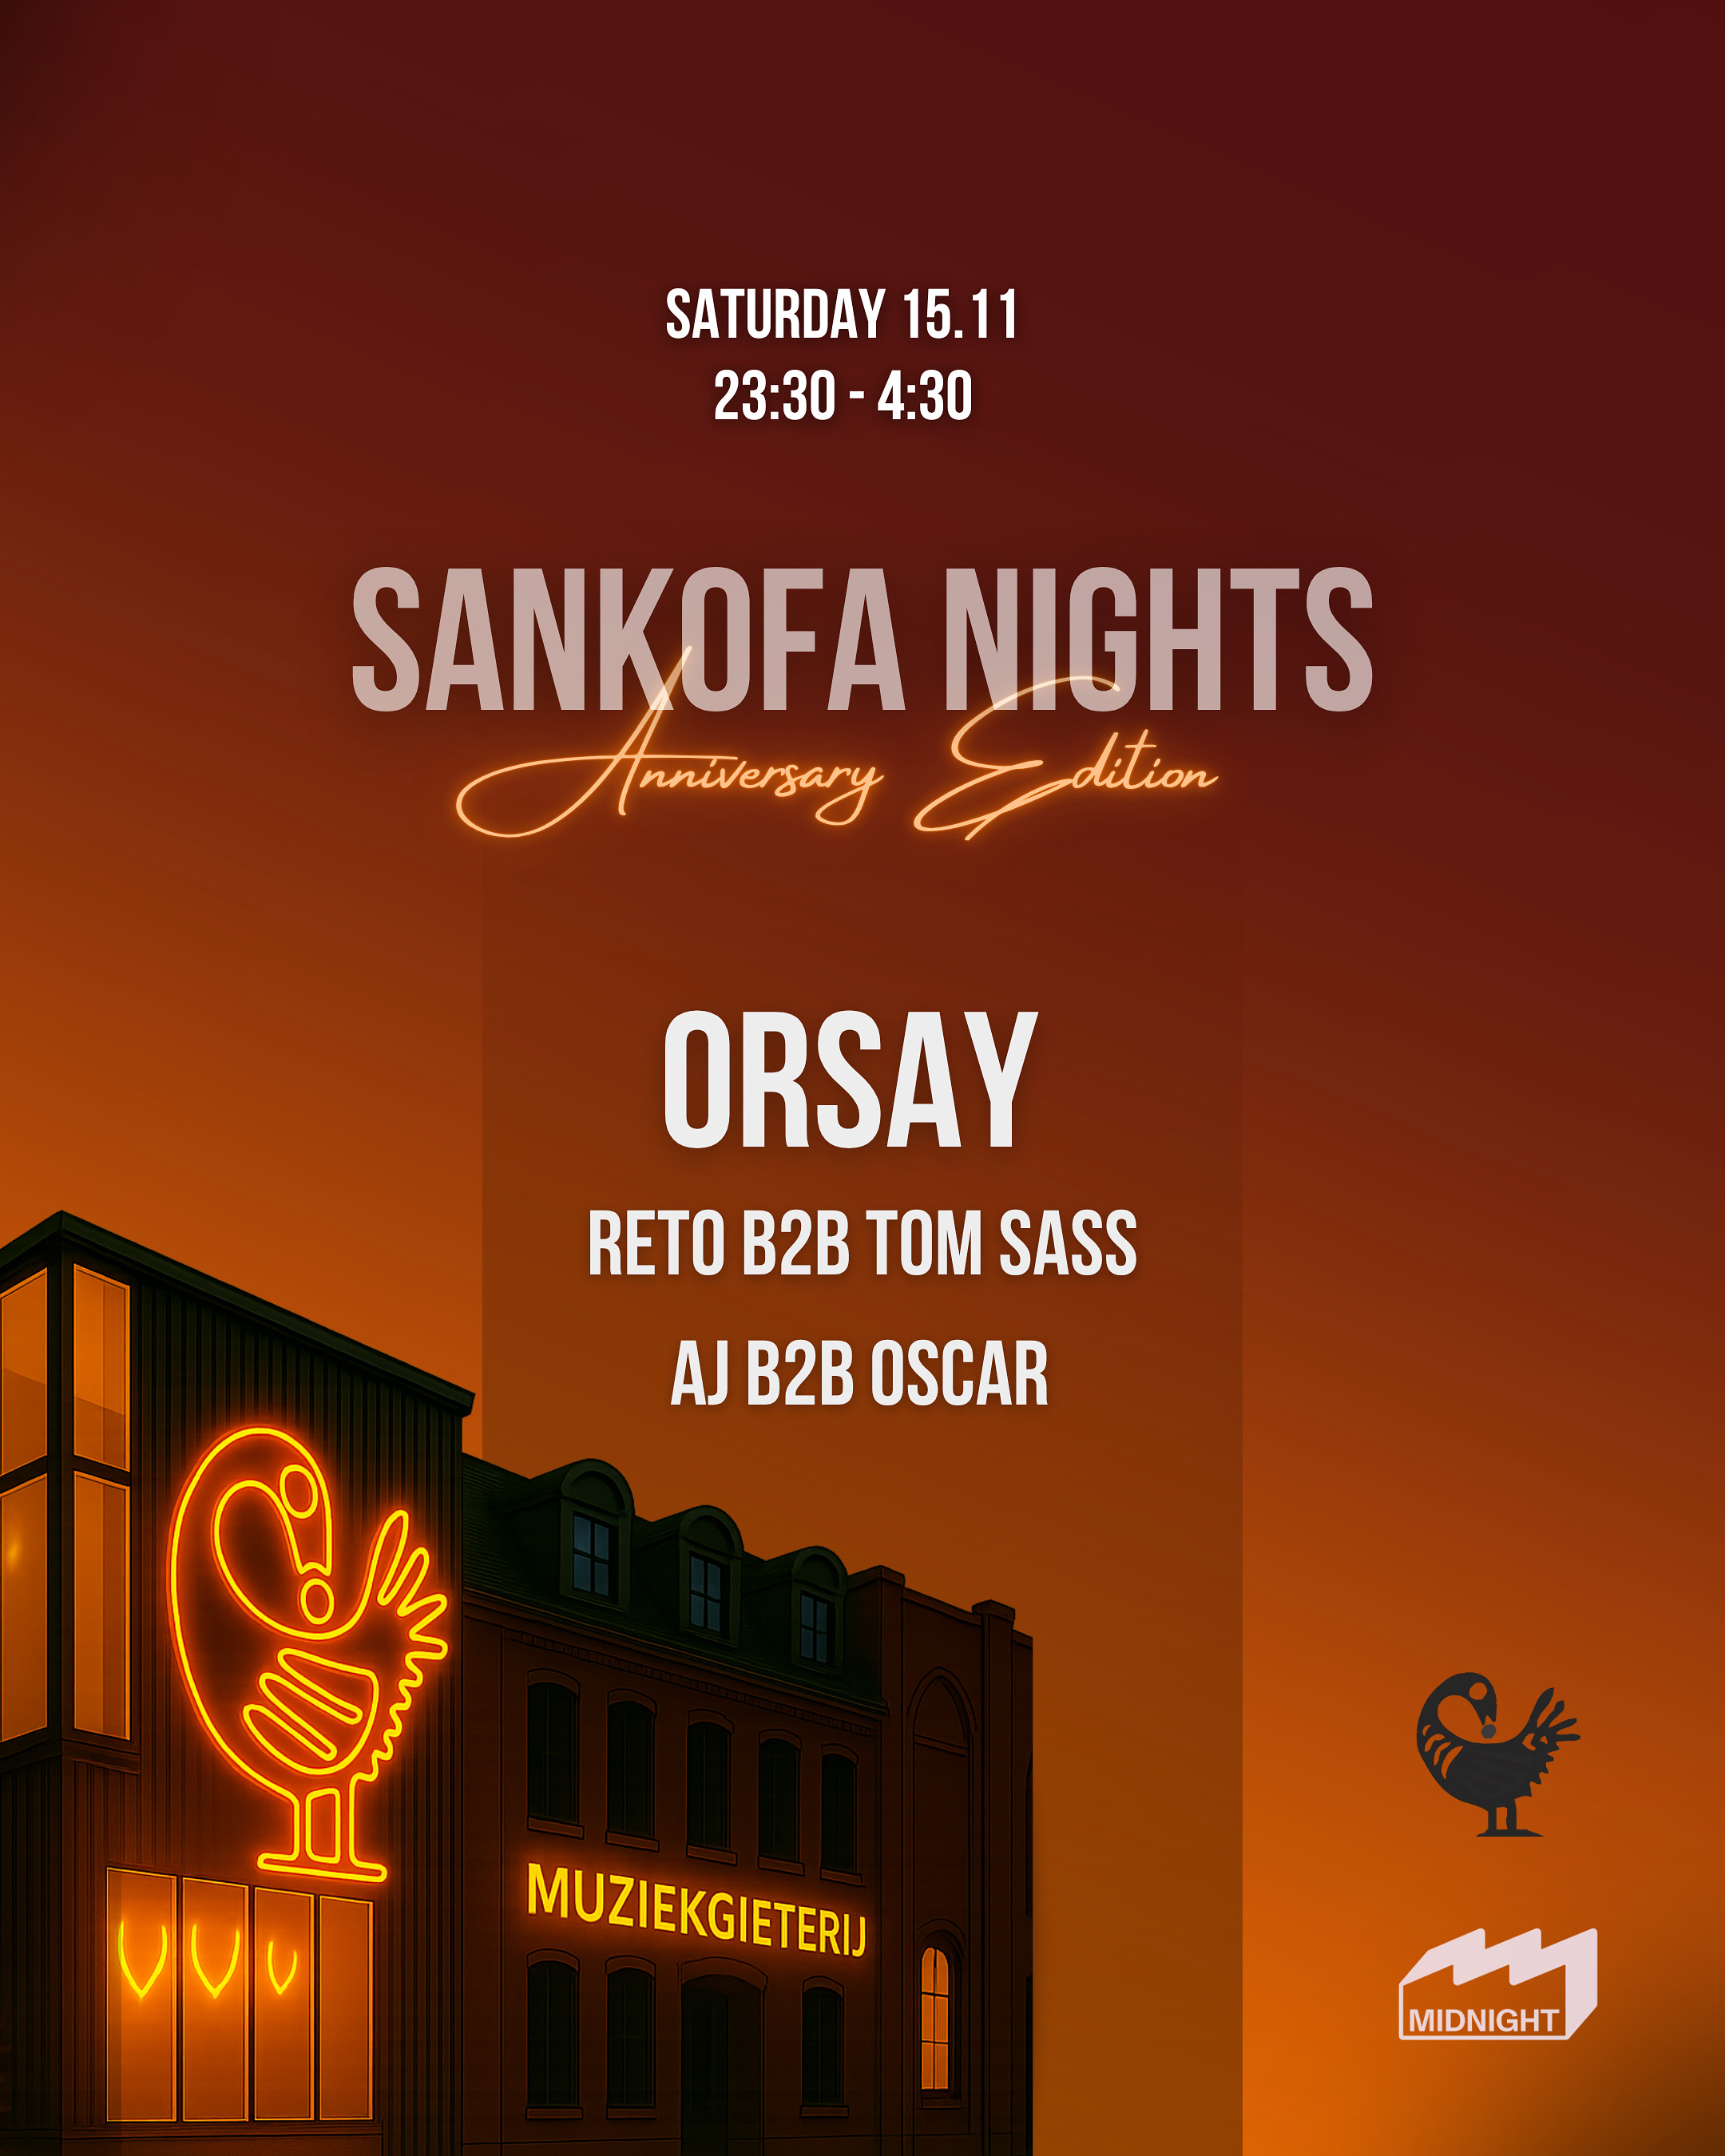 SATURDAY 15.11
23:30 - 4:30
SANKOFA NIGHTS
Anniversary Edition
ORSAY
RETO B2B TOM SASS
AJ B2B OSCAR
MUZIEKGIETERIJ
MIDNIGHT